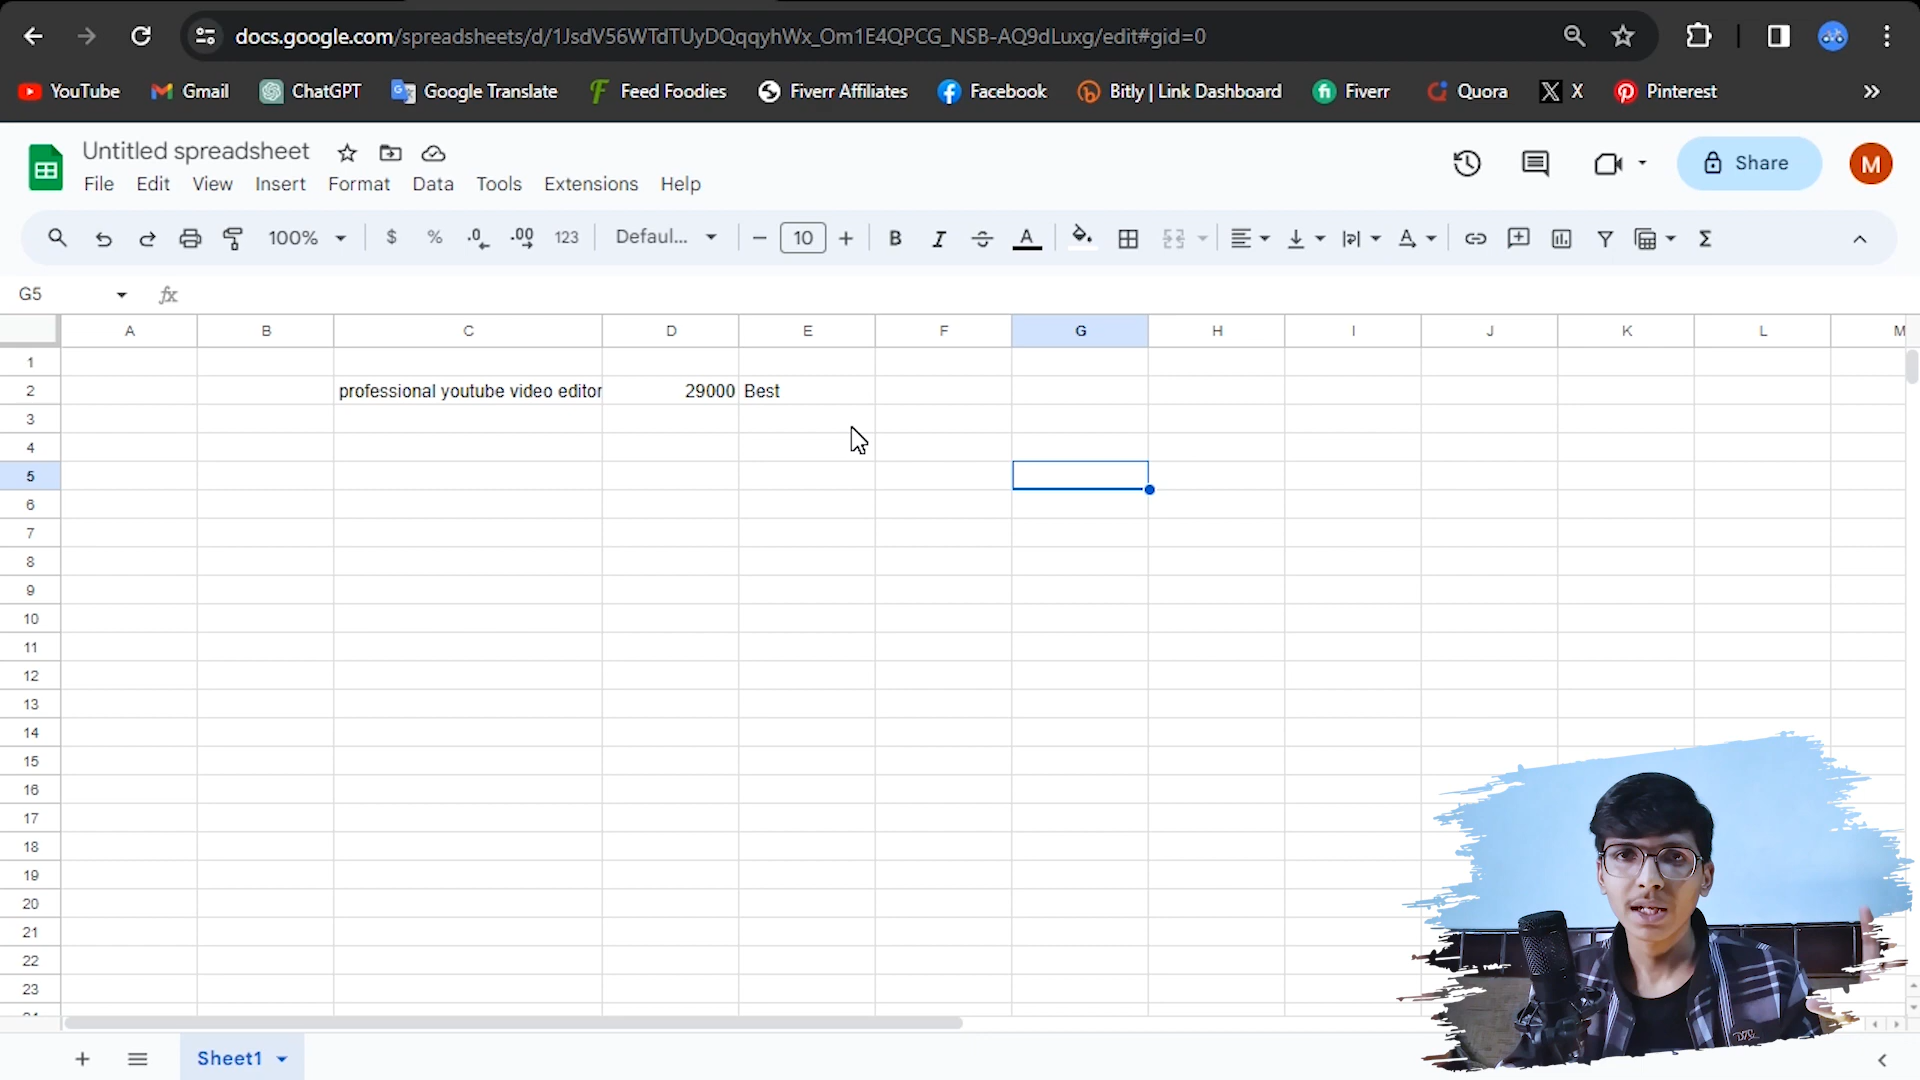 docs.google.com/spreadsheets/d/1JsdV56WTdTUyDQqqyhWx_Om1E4QPCG_NSB-AQ9dLuxg/edit#gid=0
YouTube Gmail ChatGPT Google Translate Feed Foodies Fiverr Affiliates Facebook Bitly | Link Dashboard Fiverr Quora X Pinterest
Untitled spreadsheet
File Edit View Insert Format Data Tools Extensions Help
Share
M
100% $ % .0 .00 123 Defaul... 10 B I A Σ
G5 fx
A B C D E F G H I J K L M
1
2 professional youtube video editor 29000 Best
3
4
5
6
7
8
9
10
11
12
13
14
15
16
17
18
19
20
21
22
23
Sheet1